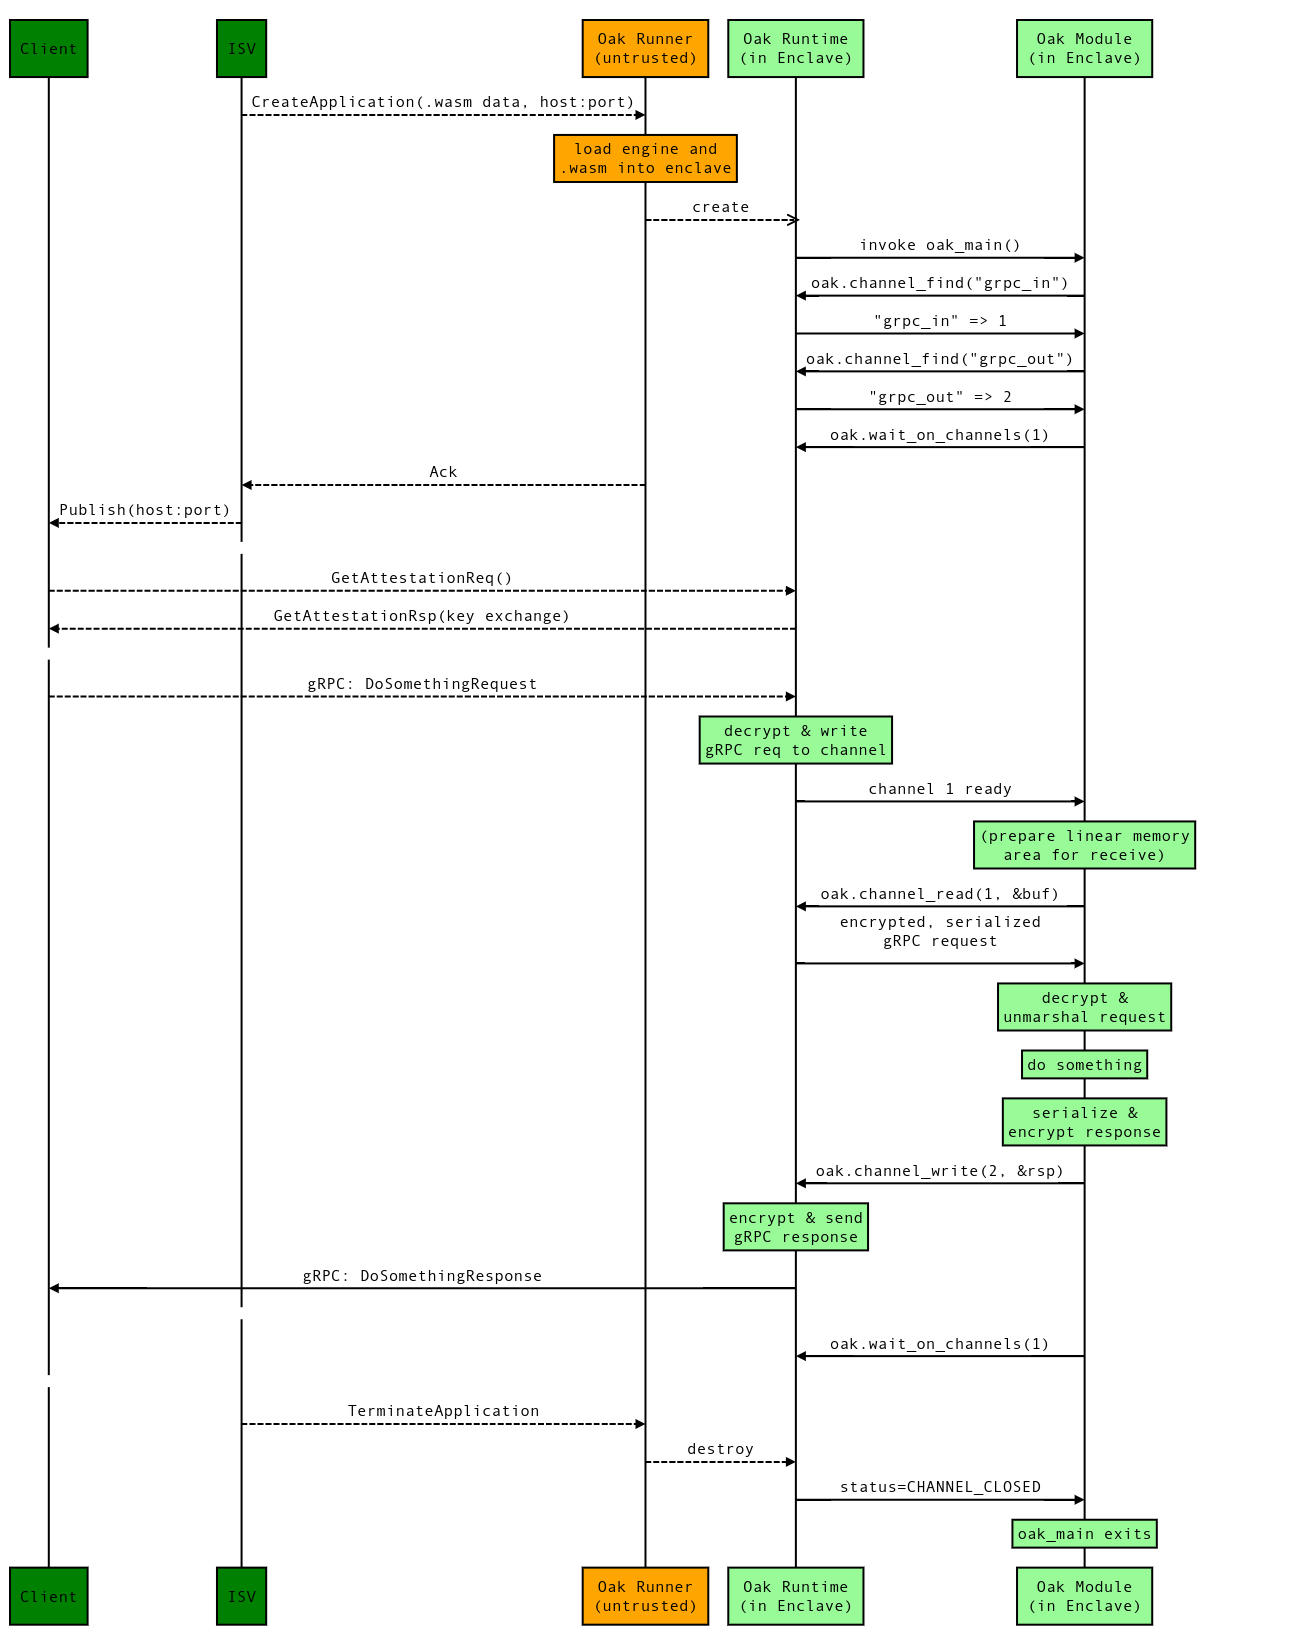 Client
ISV
Oak Runner
(untrusted)
Oak Runtime
(in Enclave)
Oak Module
(in Enclave)
CreateApplication(.wasm data, host:port)
load engine and
.wasm into enclave
create
invoke oak_main()
oak.channel_find("grpc_in")
"grpc_in" => 1
oak.channel_find("grpc_out")
"grpc_out" => 2
oak.wait_on_channels(1)
Ack
Publish(host:port)
GetAttestationReq()
GetAttestationRsp(key exchange)
gRPC: DoSomethingRequest
decrypt & write
gRPC req to channel
channel 1 ready
(prepare linear memory
area for receive)
oak.channel_read(1, &buf)
encrypted, serialized
gRPC request
decrypt &
unmarshal request
do something
serialize &
encrypt response
oak.channel_write(2, &rsp)
encrypt & send
gRPC response
gRPC: DoSomethingResponse
oak.wait_on_channels(1)
TerminateApplication
destroy
status=CHANNEL_CLOSED
oak_main exits
Client
ISV
Oak Runner
(untrusted)
Oak Runtime
(in Enclave)
Oak Module
(in Enclave)